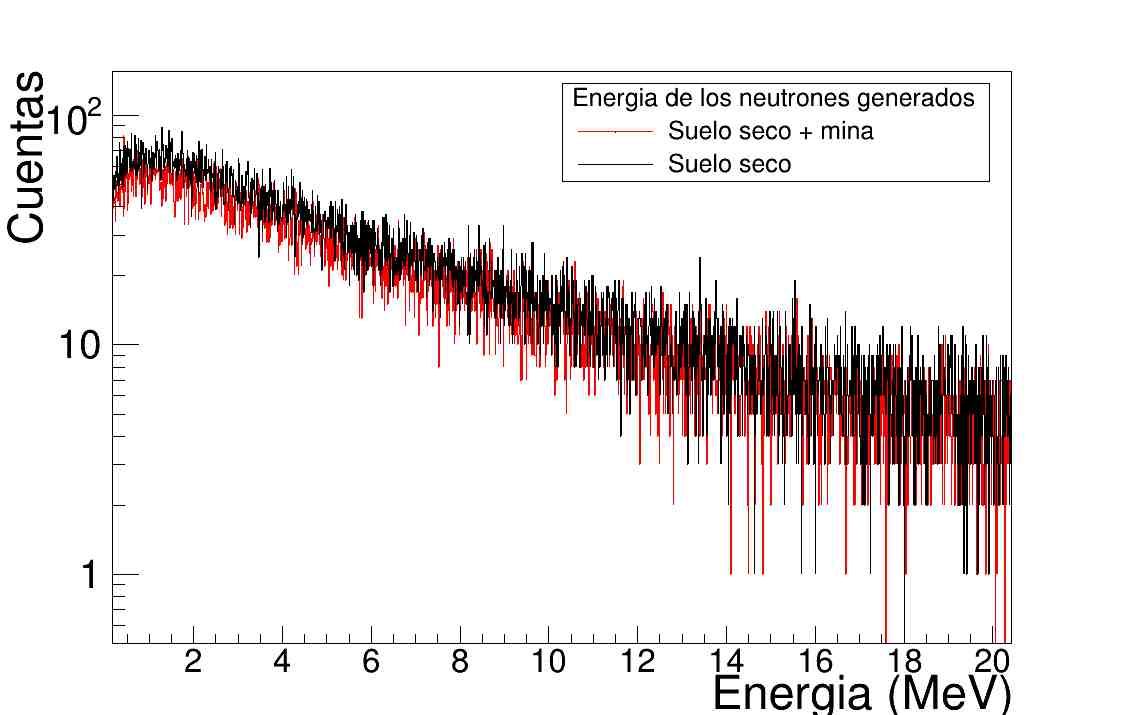 Cuentas
10²
10
1
Energia de los neutrones generados
Suelo seco + mina
Suelo seco
2 4 6 8 10 12 14 16 18 20
Energia (MeV)